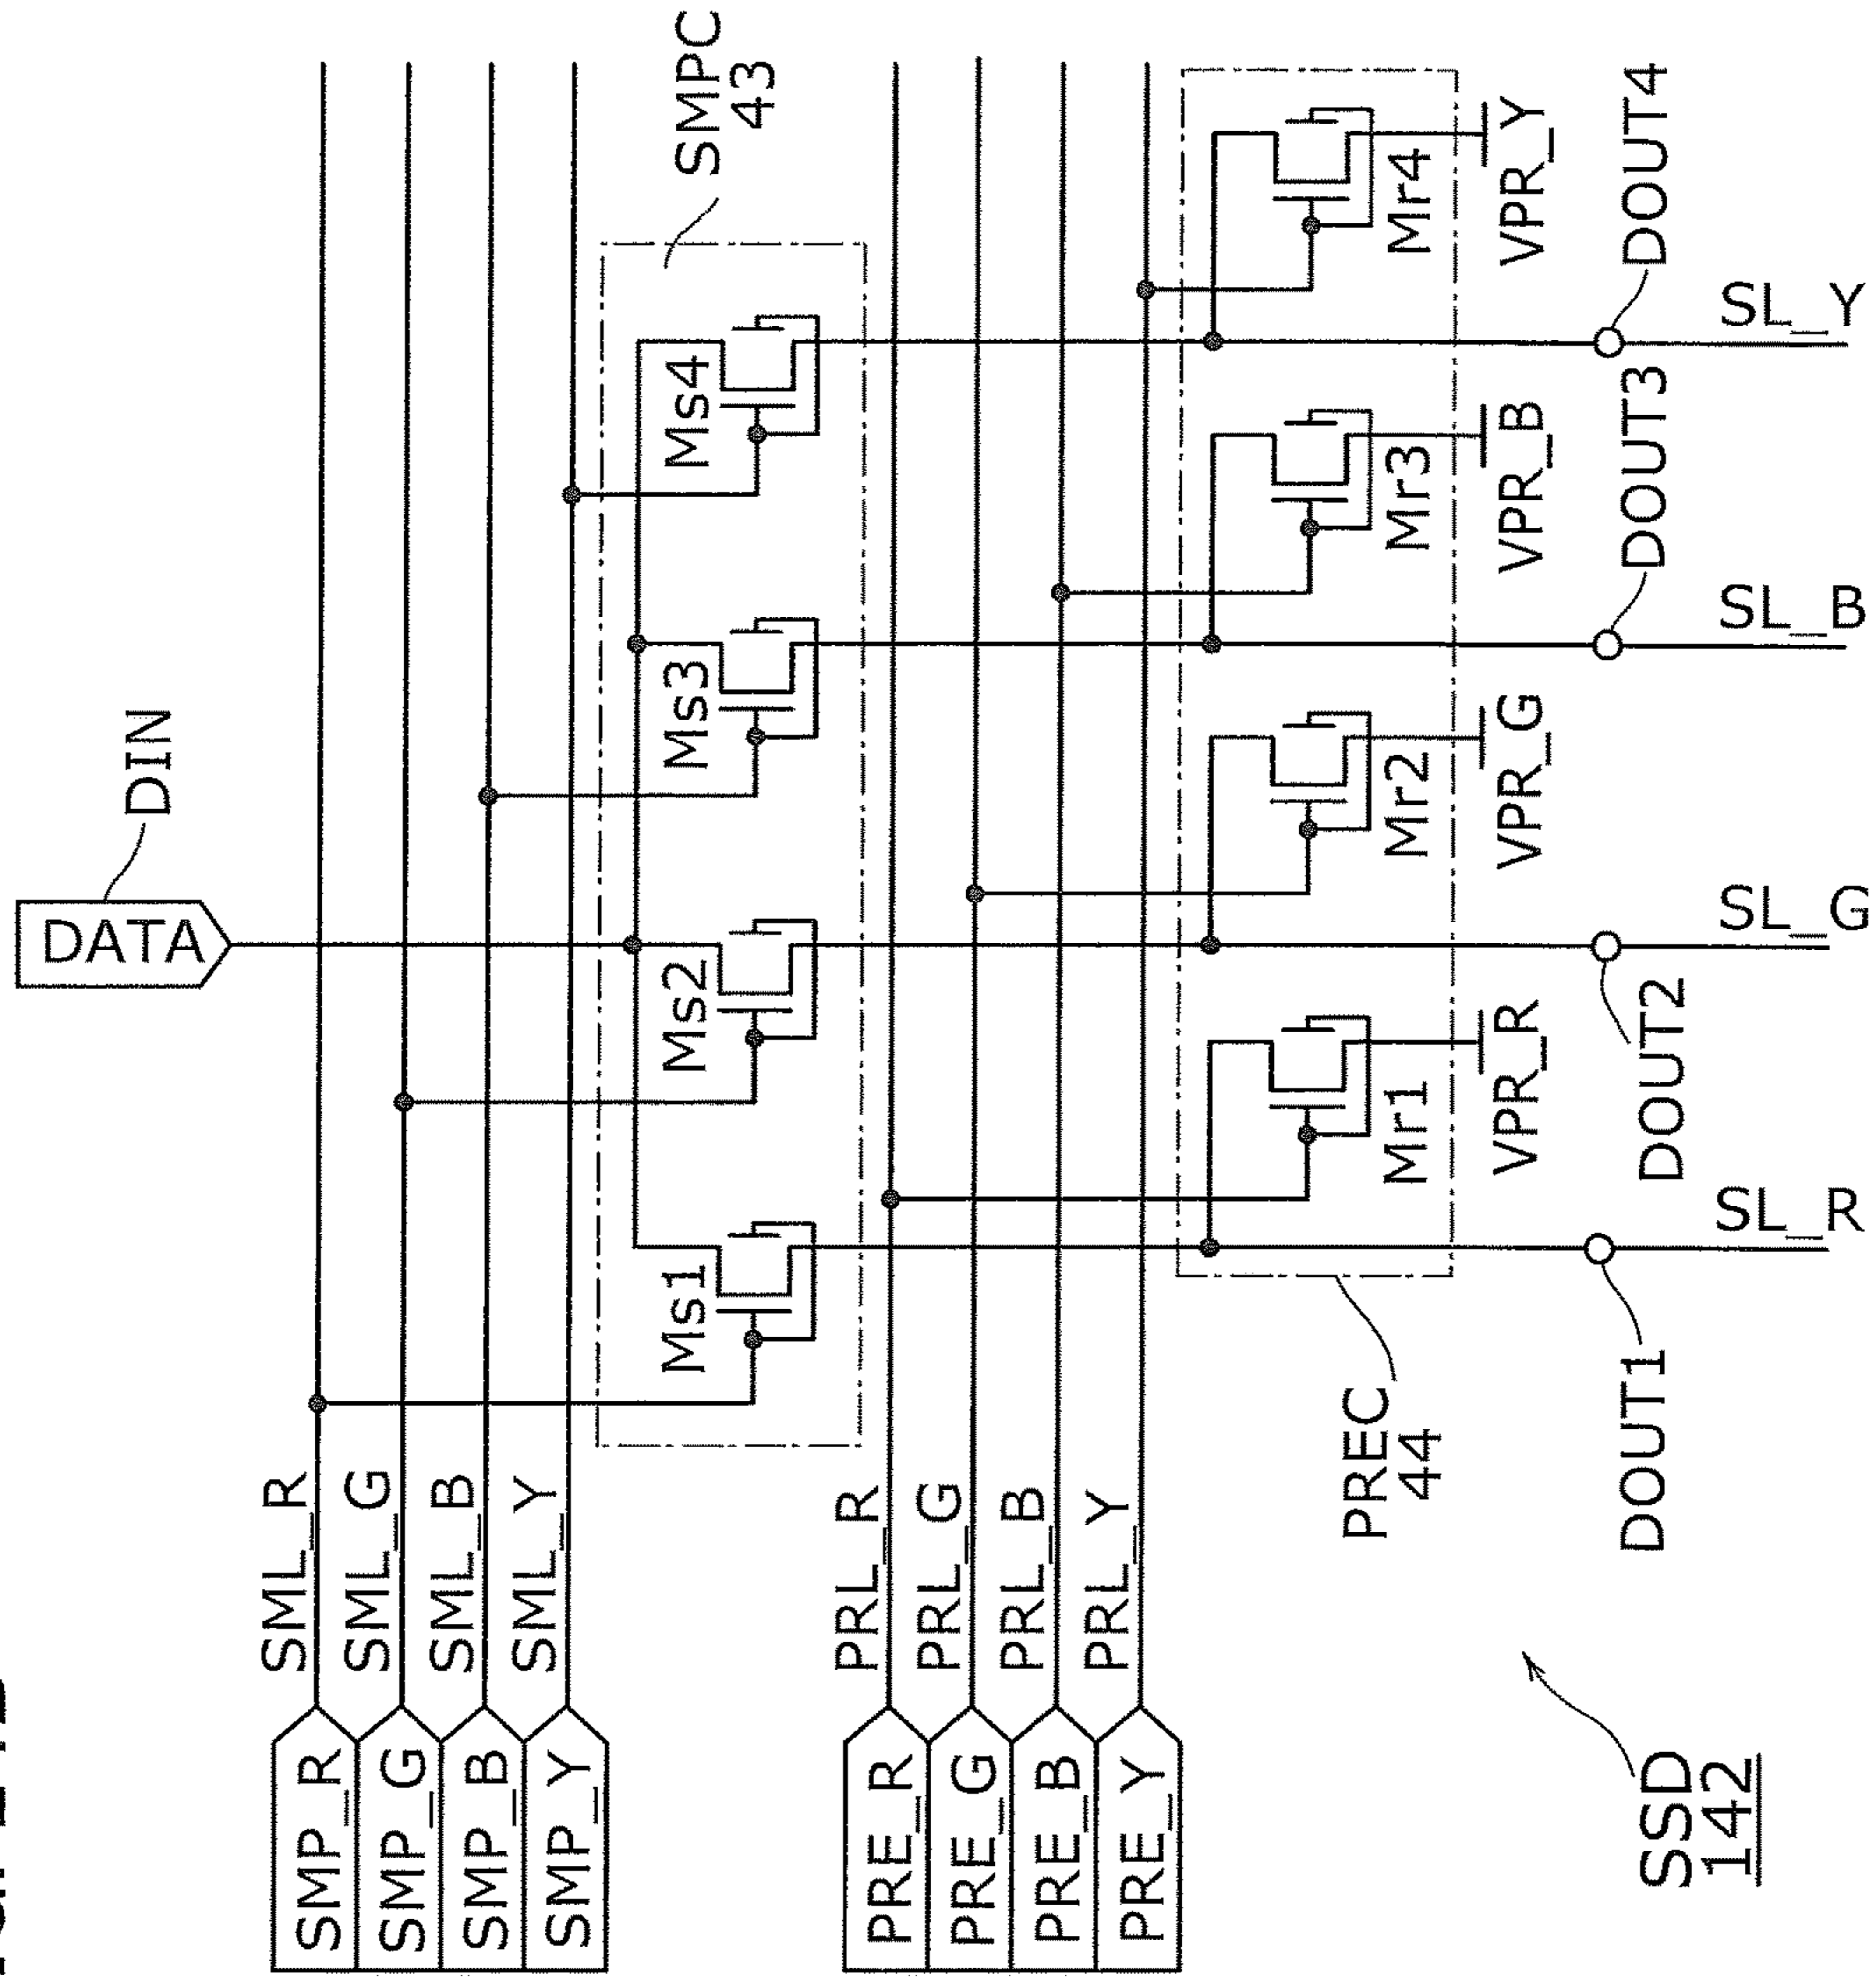 DATA
DIN
SMPC
43
SMP_R
SMP_G
SMP_B
SMP_Y
SML_R
SML_G
SML_B
SML_Y
Ms1
Ms2
Ms3
Ms4
PRE_R
PRE_G
PRE_B
PRE_Y
PRL_R
PRL_G
PRL_B
PRL_Y
Mr1
Mr2
Mr3
Mr4
PREC
44
VPR_R
VPR_G
VPR_B
VPR_Y
DOUT1
DOUT2
DOUT3
DOUT4
SL_R
SL_G
SL_B
SL_Y
SSD
142